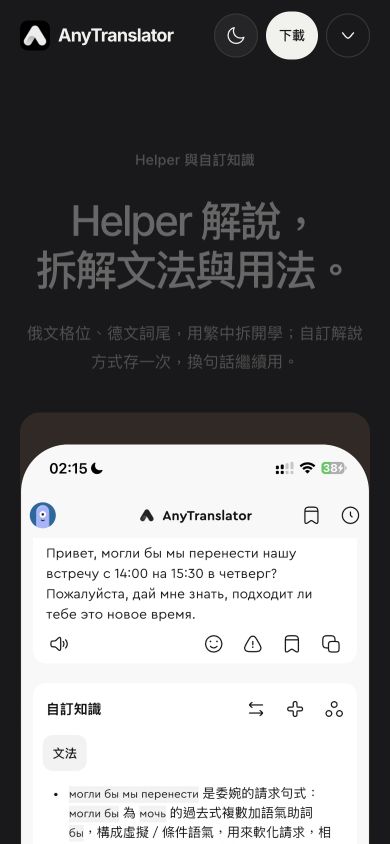 AnyTranslator
下載
Helper 與自訂知識
Helper 解說，
拆解文法與用法。
俄文格位、德文詞尾，用繁中拆開學；自訂解說
方式存一次，換句話繼續用。
02:15
38
AnyTranslator
Привет, могли бы мы перенести нашу
встречу с 14:00 на 15:30 в четверг?
Пожалуйста, дай мне знать, подходит ли
тебе это новое время.
自訂知識
文法
• могли бы мы перенести 是委婉的請求句式：
могли бы 為 мочь 的過去式複數加語氣助詞
бы，構成虛擬 / 條件語氣，用來軟化請求，相